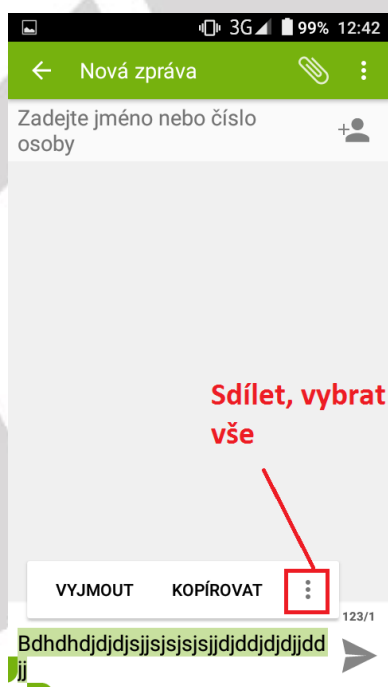 3G 99% 12:42
Nová zpráva
Zadejte jméno nebo číslo
osoby
Sdílet, vybrat
vše
VYJMOUT KOPÍROVAT
123/1
Bdhdhdjdjdjsjjsjsjsjsjjdjddjdjdjjdd
jj